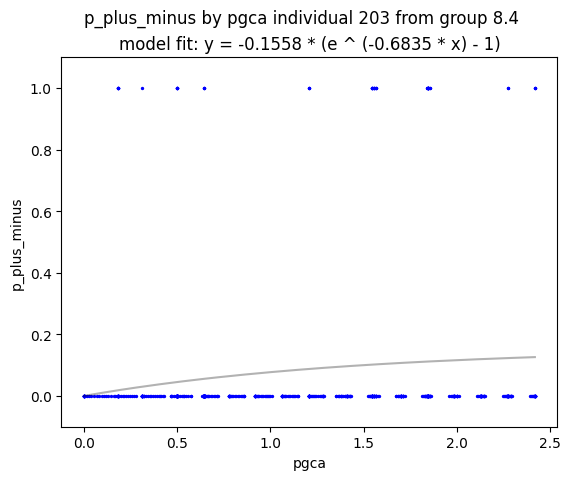 p_plus_minus by pgca individual 203 from group 8.4
model fit: y = -0.1558 * (e ^ (-0.6835 * x) - 1)
1.0
0.8
0.6
0.4
0.2
0.0
p_plus_minus
0.0 0.5 1.0 1.5 2.0 2.5
pgca